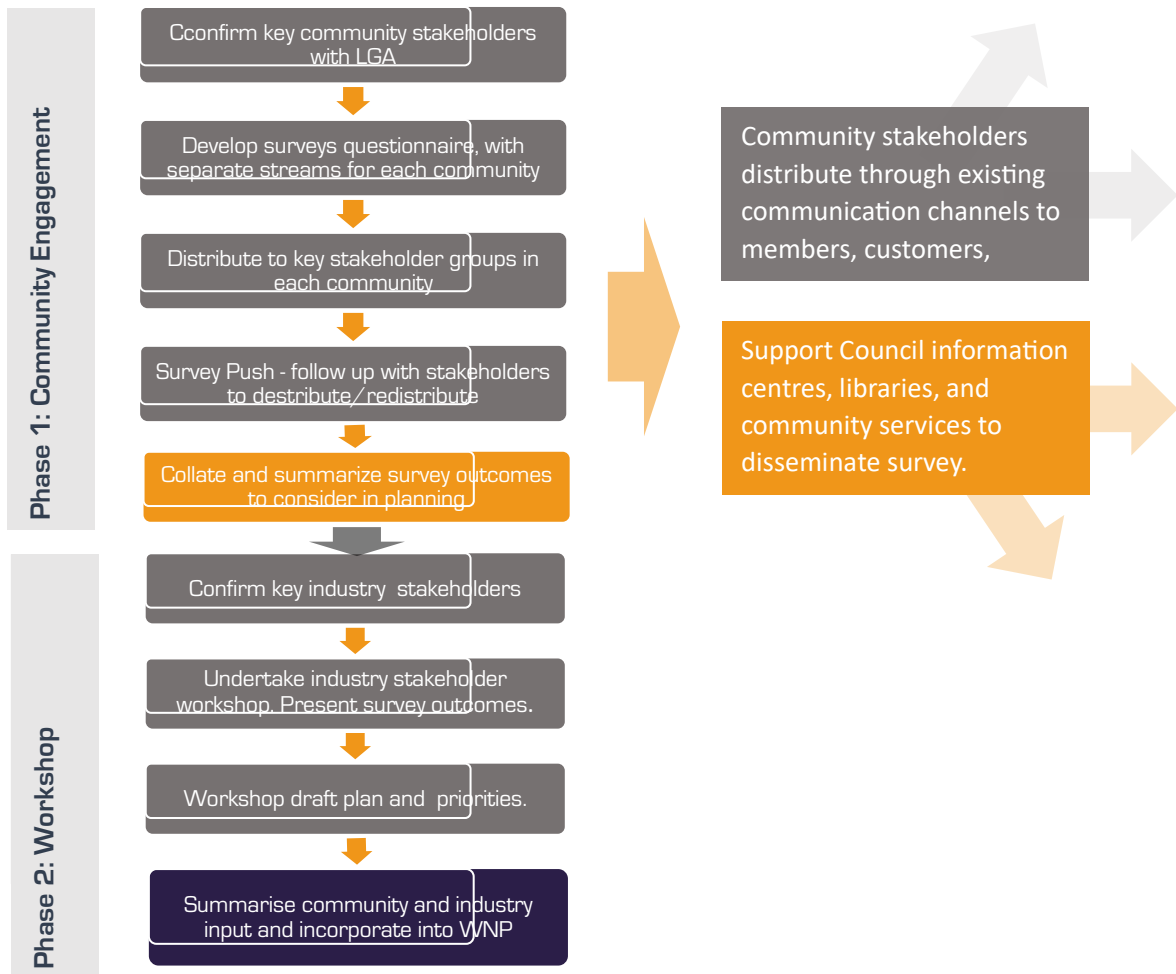 Phase 1: Community Engagement
Cconfirm key community stakeholders
with LGA
Develop surveys questionnaire, with
separate streams for each community
Distribute to key stakeholder groups in
each community
Survey Push - follow up with stakeholders
to destribute/redistribute
Collate and summarize survey outcomes
to consider in planning
Community stakeholders
distribute through existing
communication channels to
members, customers,
Support Council information
centres, libraries, and
community services to
disseminate survey.
Phase 2: Workshop
Confirm key industry stakeholders
Undertake industry stakeholder
workshop. Present survey outcomes.
Workshop draft plan and priorities.
Summarise community and industry
input and incorporate into WNP